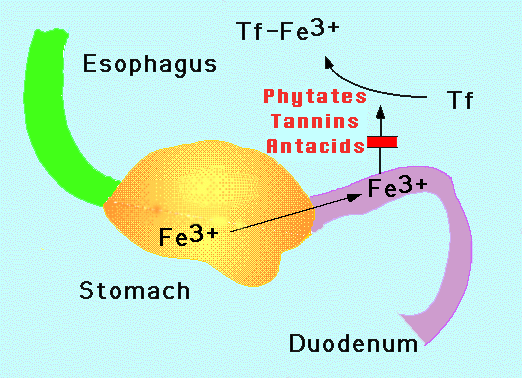 Tf-Fe3+
Esophagus
Phytates
Tf
Tannins
Antacids
Fe3+
Fe3+
Stomach
Duodenum